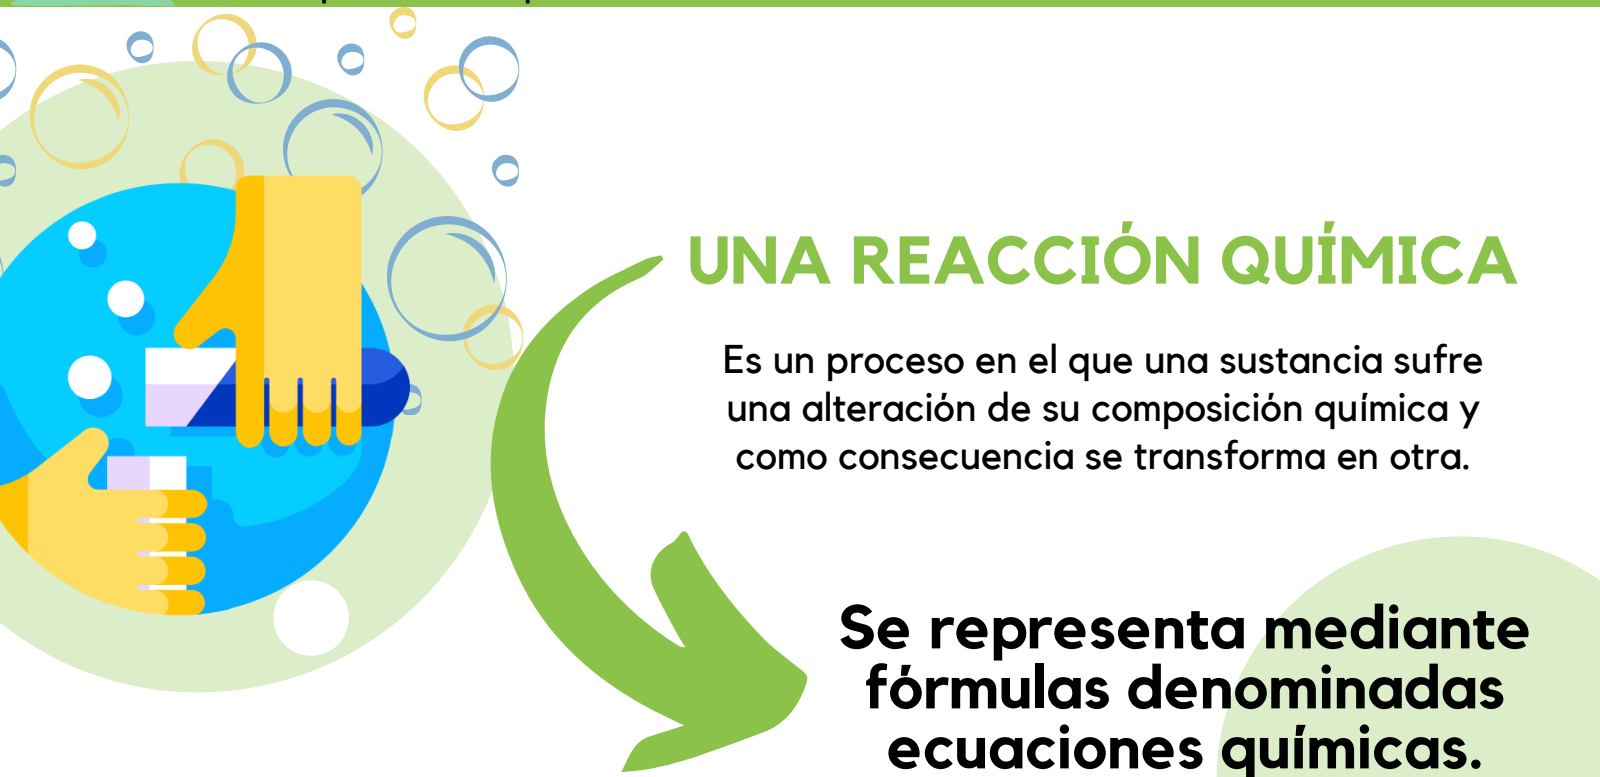 UNA REACCIÓN QUÍMICA
Es un proceso en el que una sustancia sufre
una alteración de su composición química y
como consecuencia se transforma en otra.
Se representa mediante
fórmulas denominadas
ecuaciones químicas.